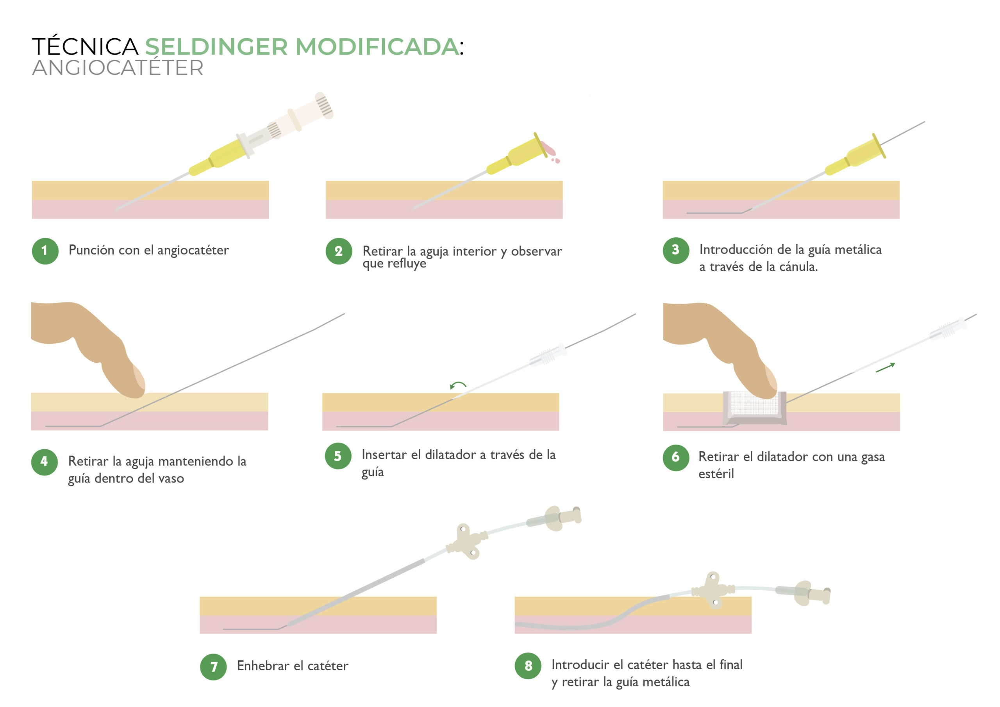 TÉCNICA SELDINGER MODIFICADA:
ANGIOCATÉTER
1 Punción con el angiocatéter
2 Retirar la aguja interior y observar
que refluye
3 Introducción de la guía metálica
a través de la cánula.
4 Retirar la aguja manteniendo la
guía dentro del vaso
5 Insertar el dilatador a través de la
guía
6 Retirar el dilatador con una gasa
estéril
7 Enhebrar el catéter
8 Introducir el catéter hasta el final
y retirar la guía metálica